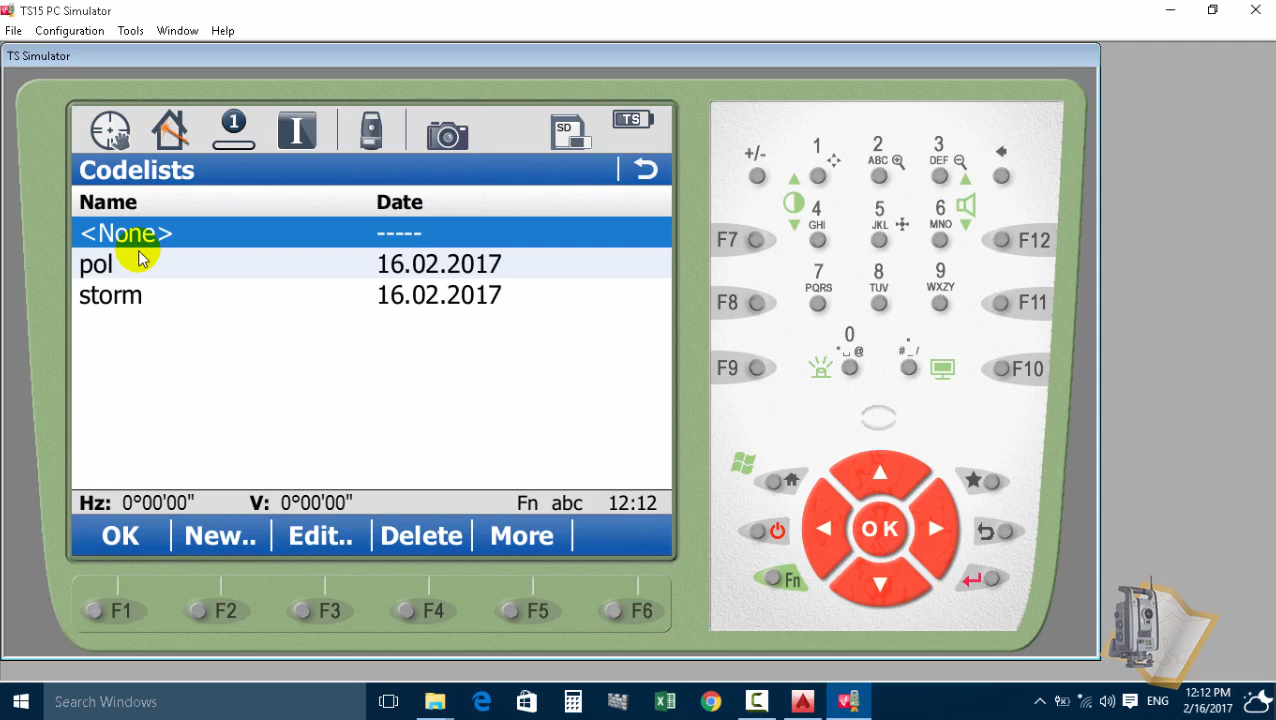 TS15 PC Simulator
File Configuration Tools Window Help
TS Simulator
1
I
SD
TS
Codelists
Name Date
<None> -----
pol 16.02.2017
storm 16.02.2017
Hz: 0°00'00" V: 0°00'00" Fn abc 12:12
OK New.. Edit.. Delete More
F1 F2 F3 F4 F5 F6
+/- 1 2 3
ABC DEF
4 5 6
GHI JKL MNO
F7 F12
7 8 9
PQRS TUV WXZY
F8 F11
0 .
* ␣ @ # _ /
F9 F10
OK
Fn
Search Windows
ENG
12:12 PM
2/16/2017